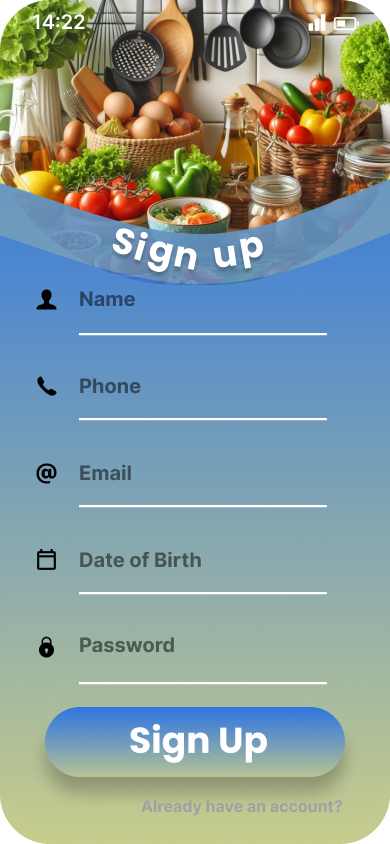 14:22
Sign up
Name
Phone
Email
Date of Birth
Password
Sign Up
Already have an account?